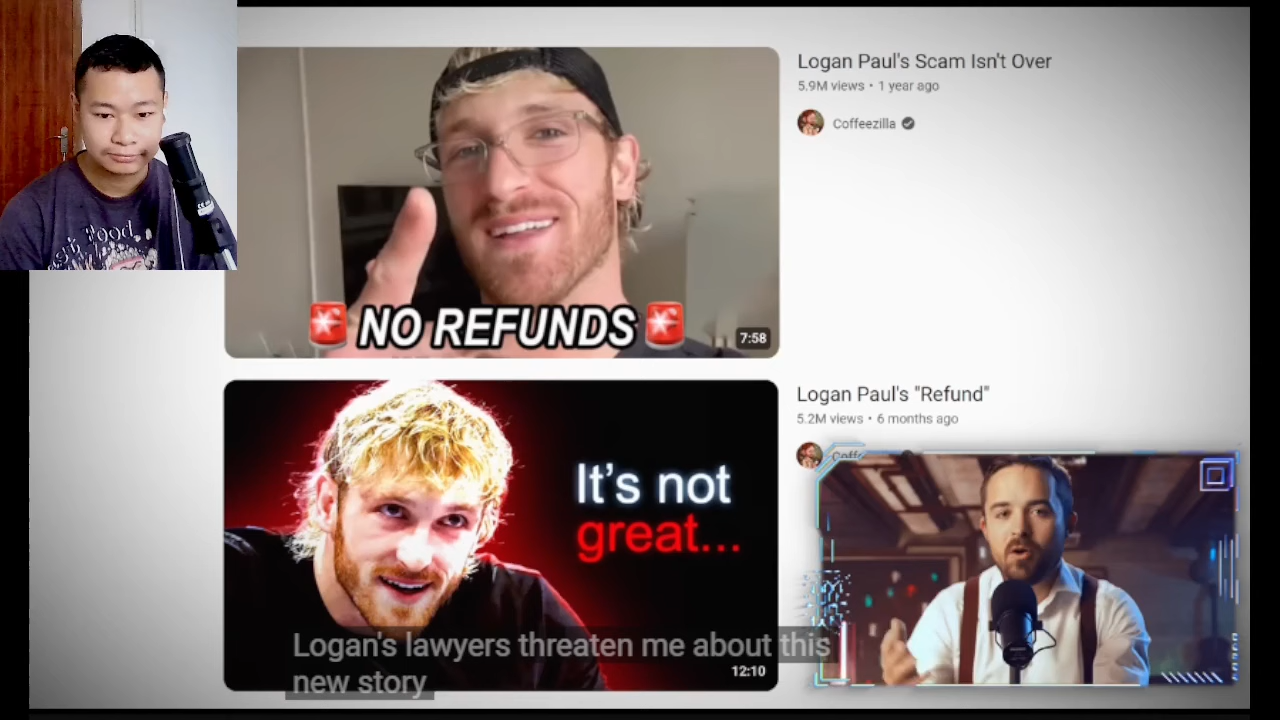 Logan Paul's Scam Isn't Over
5.9M views • 1 year ago
Coffeezilla
NO REFUNDS
7:58
Logan Paul's "Refund"
5.2M views • 6 months ago
It's not
great...
Logan's lawyers threaten me about this
new story
12:10